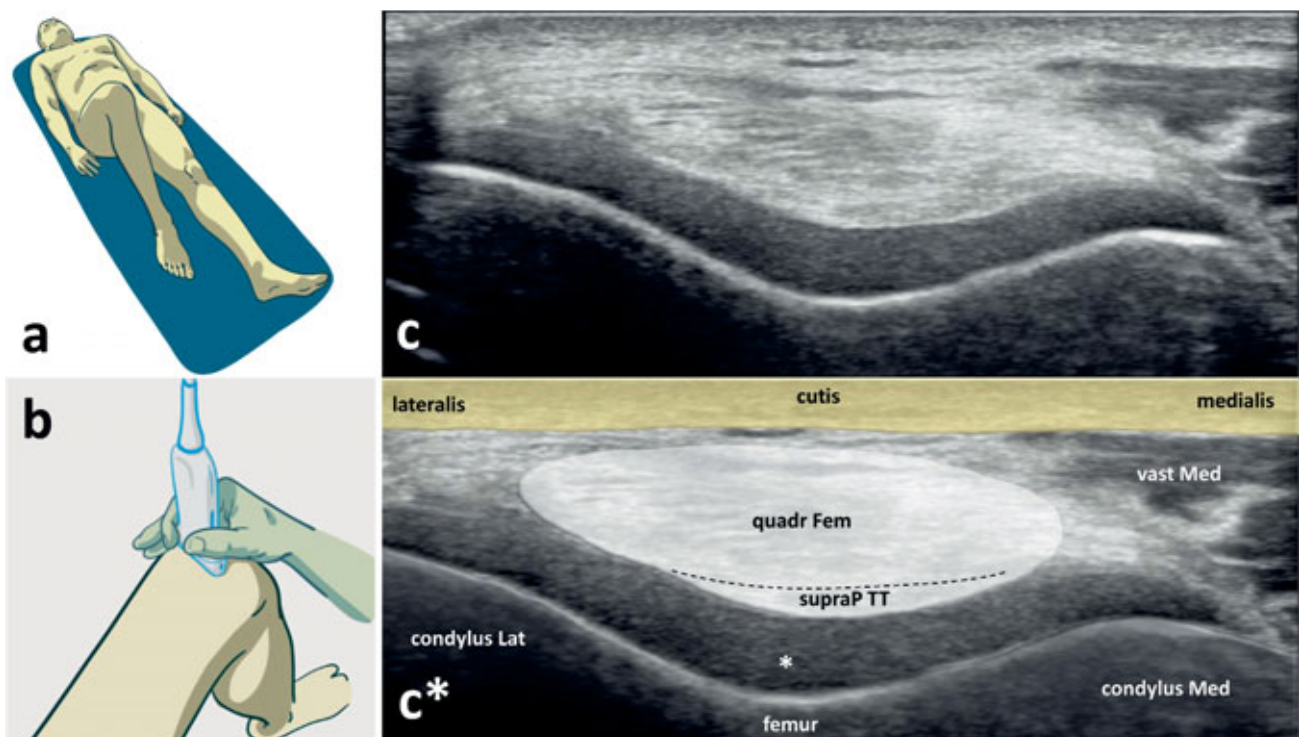 a
c
b
lateralis cutis medialis
vast Med
quadr Fem
supraP TT
condylus Lat
*
condylus Med
c*
femur